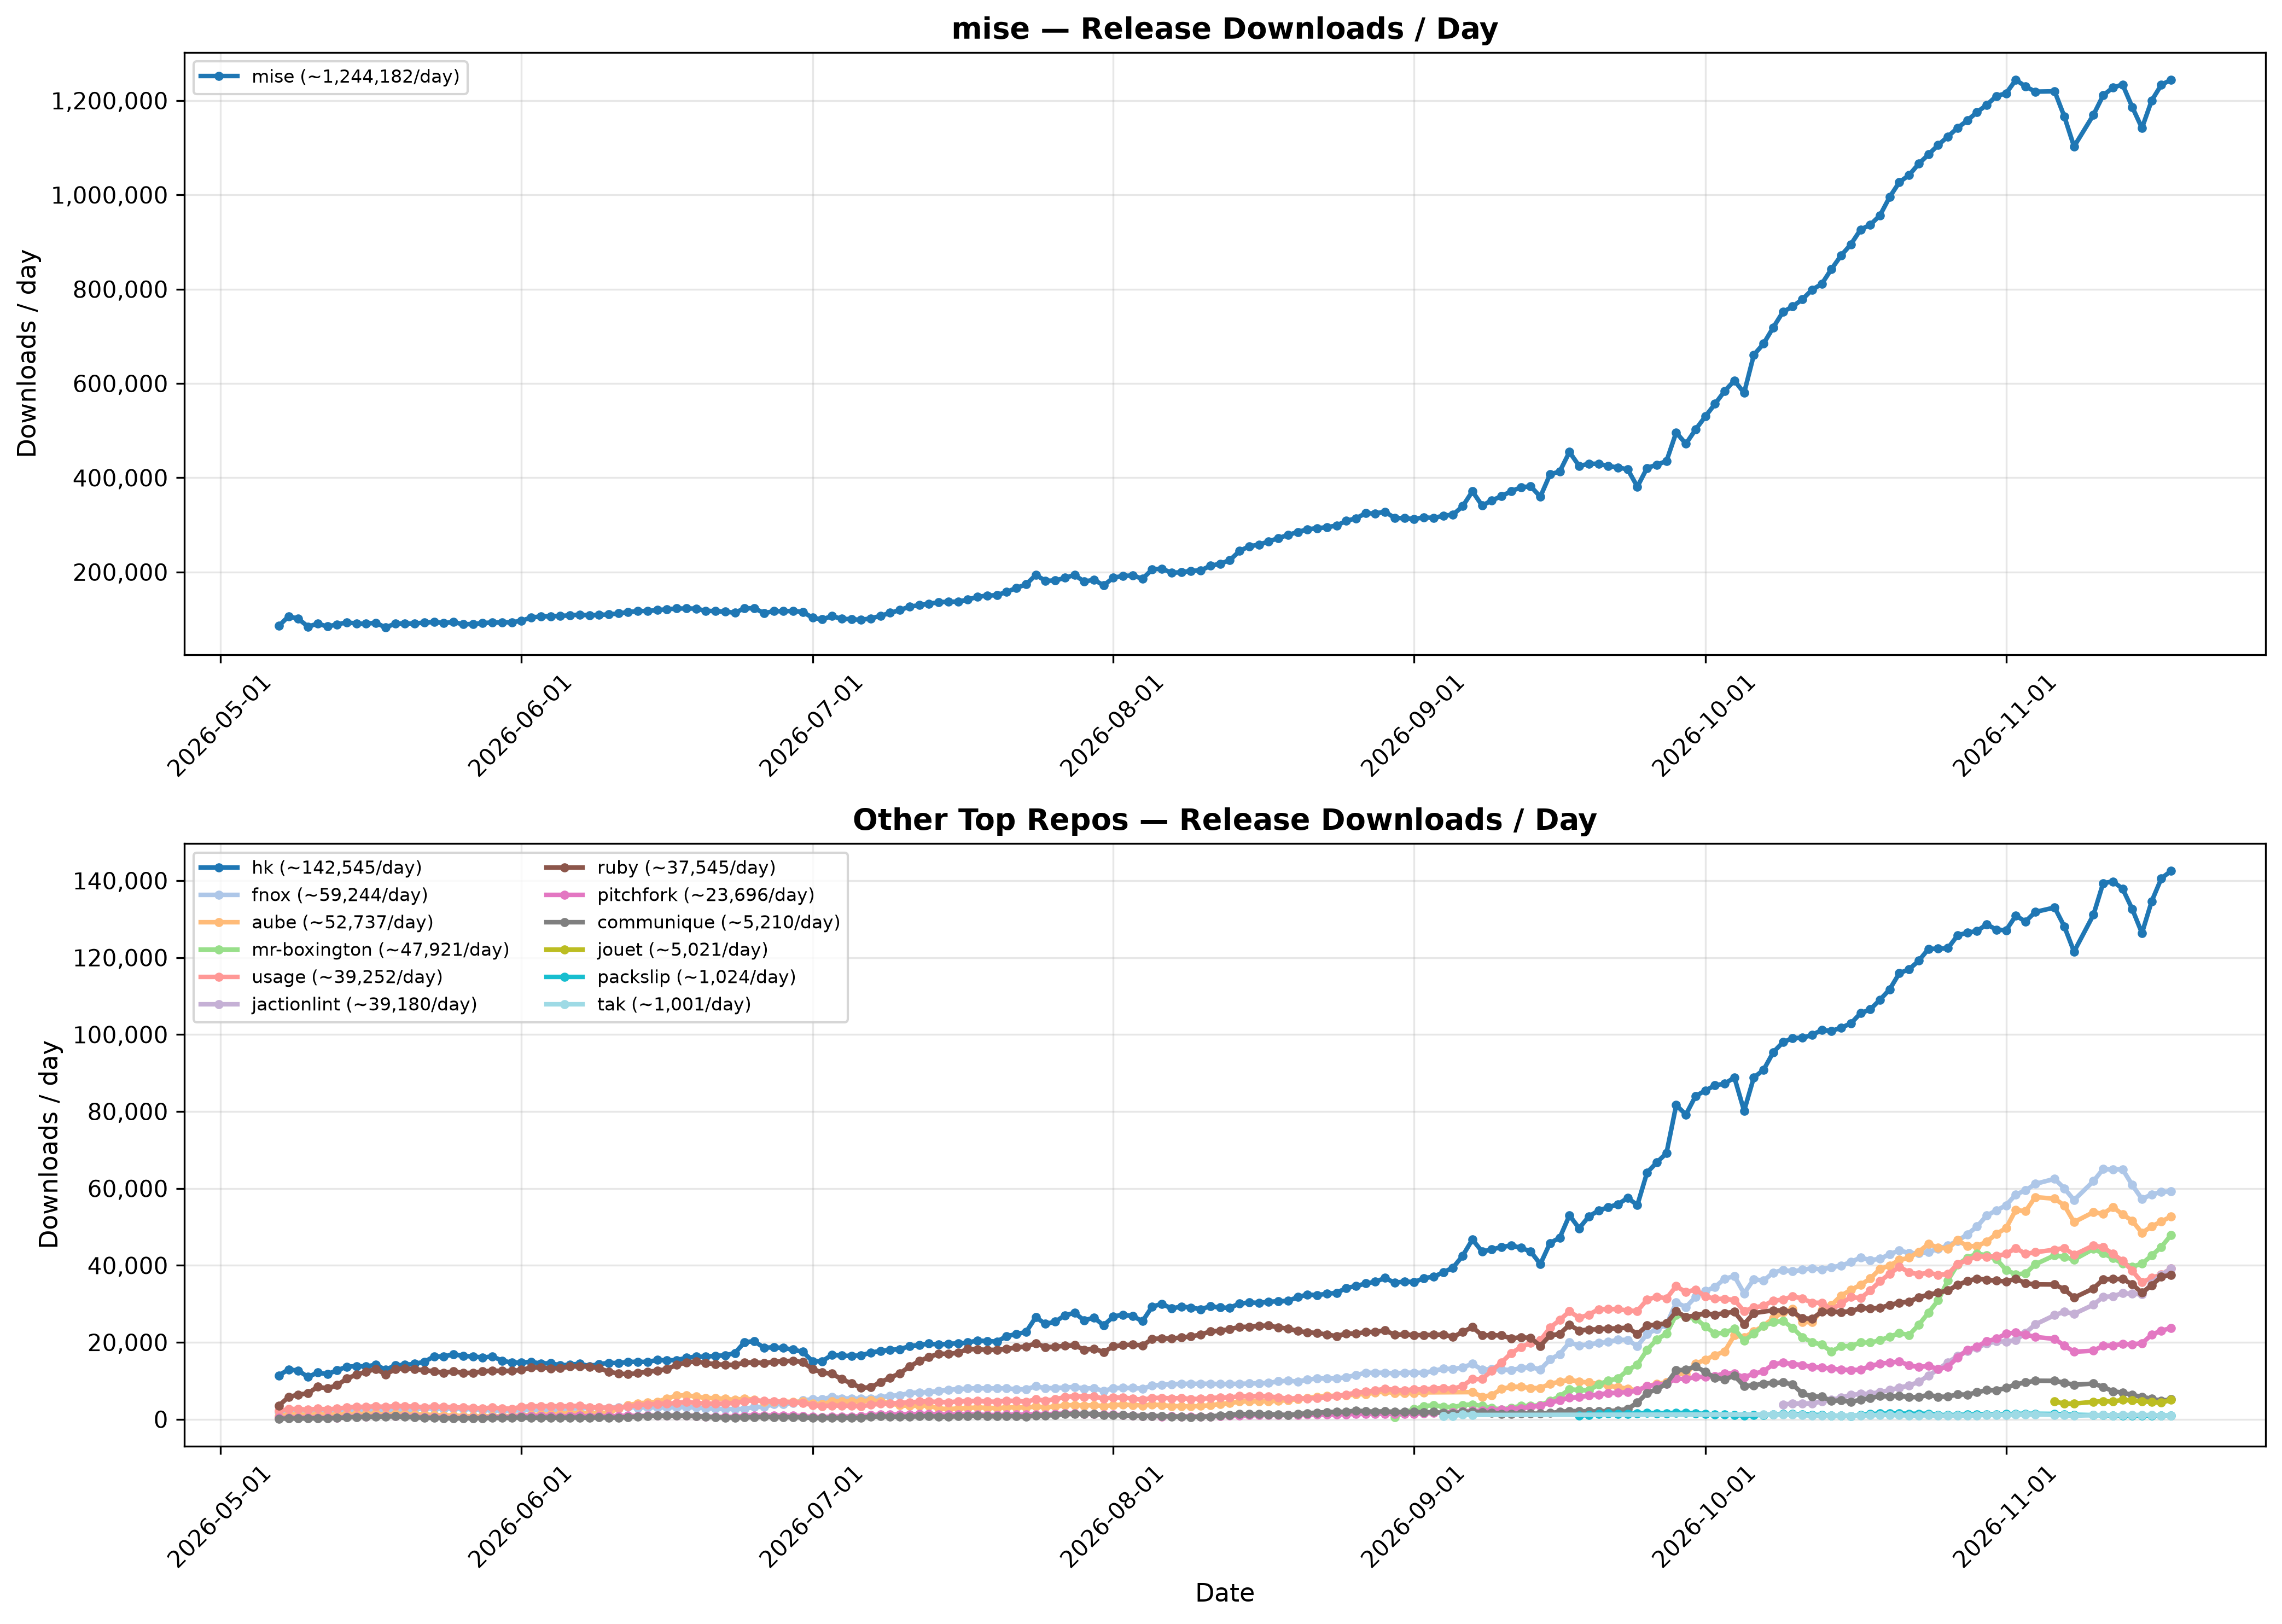 mise — Release Downloads / Day
mise (~1,244,182/day)
1,200,000
1,000,000
800,000
600,000
400,000
200,000
Downloads / day
2026-05-01
2026-06-01
2026-07-01
2026-08-01
2026-09-01
2026-10-01
2026-11-01
Other Top Repos — Release Downloads / Day
hk (~142,545/day)
fnox (~59,244/day)
aube (~52,737/day)
mr-boxington (~47,921/day)
usage (~39,252/day)
jactionlint (~39,180/day)
ruby (~37,545/day)
pitchfork (~23,696/day)
communique (~5,210/day)
jouet (~5,021/day)
packslip (~1,024/day)
tak (~1,001/day)
140,000
120,000
100,000
80,000
60,000
40,000
20,000
0
Downloads / day
2026-05-01
2026-06-01
2026-07-01
2026-08-01
2026-09-01
2026-10-01
2026-11-01
Date